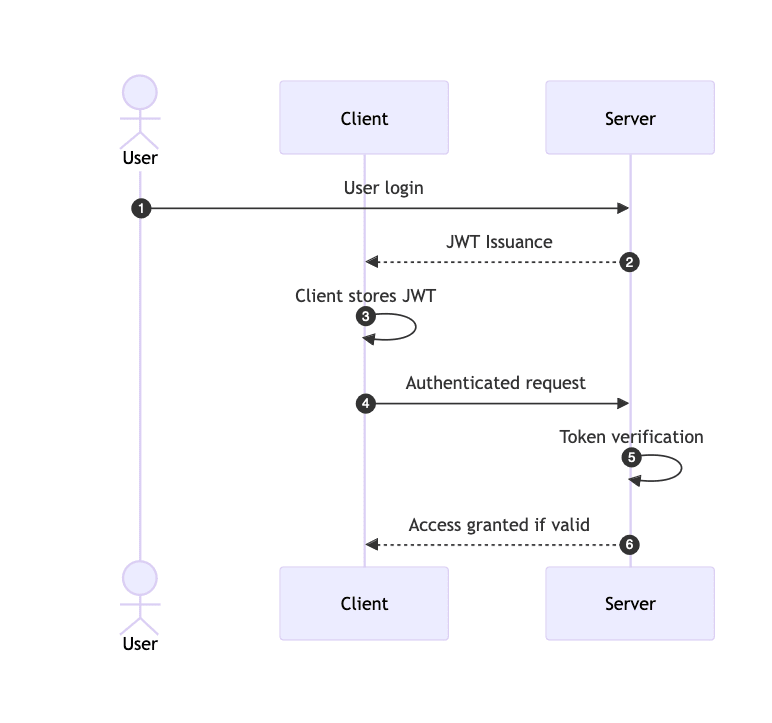 Client
Server
User
User login
1
JWT Issuance
2
Client stores JWT
3
Authenticated request
4
Token verification
5
Access granted if valid
6
Client
Server
User